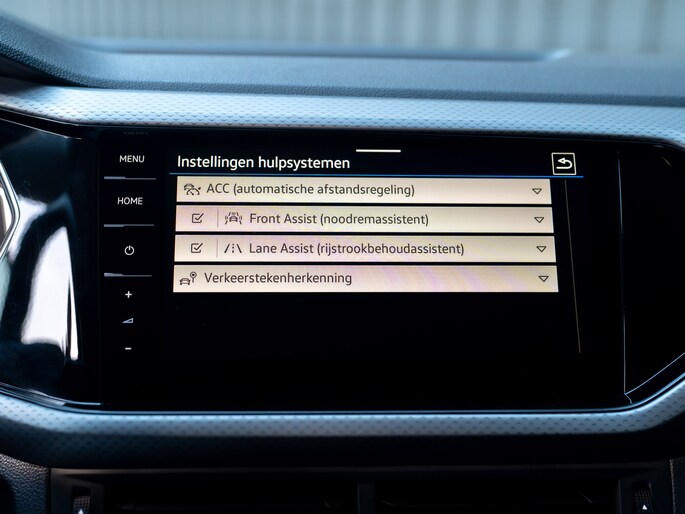 MENU
HOME
+
-
Instellingen hulpsystemen
ACC (automatische afstandsregeling)
Front Assist (noodremassistent)
Lane Assist (rijstrookbehoudassistent)
Verkeerstekenherkenning